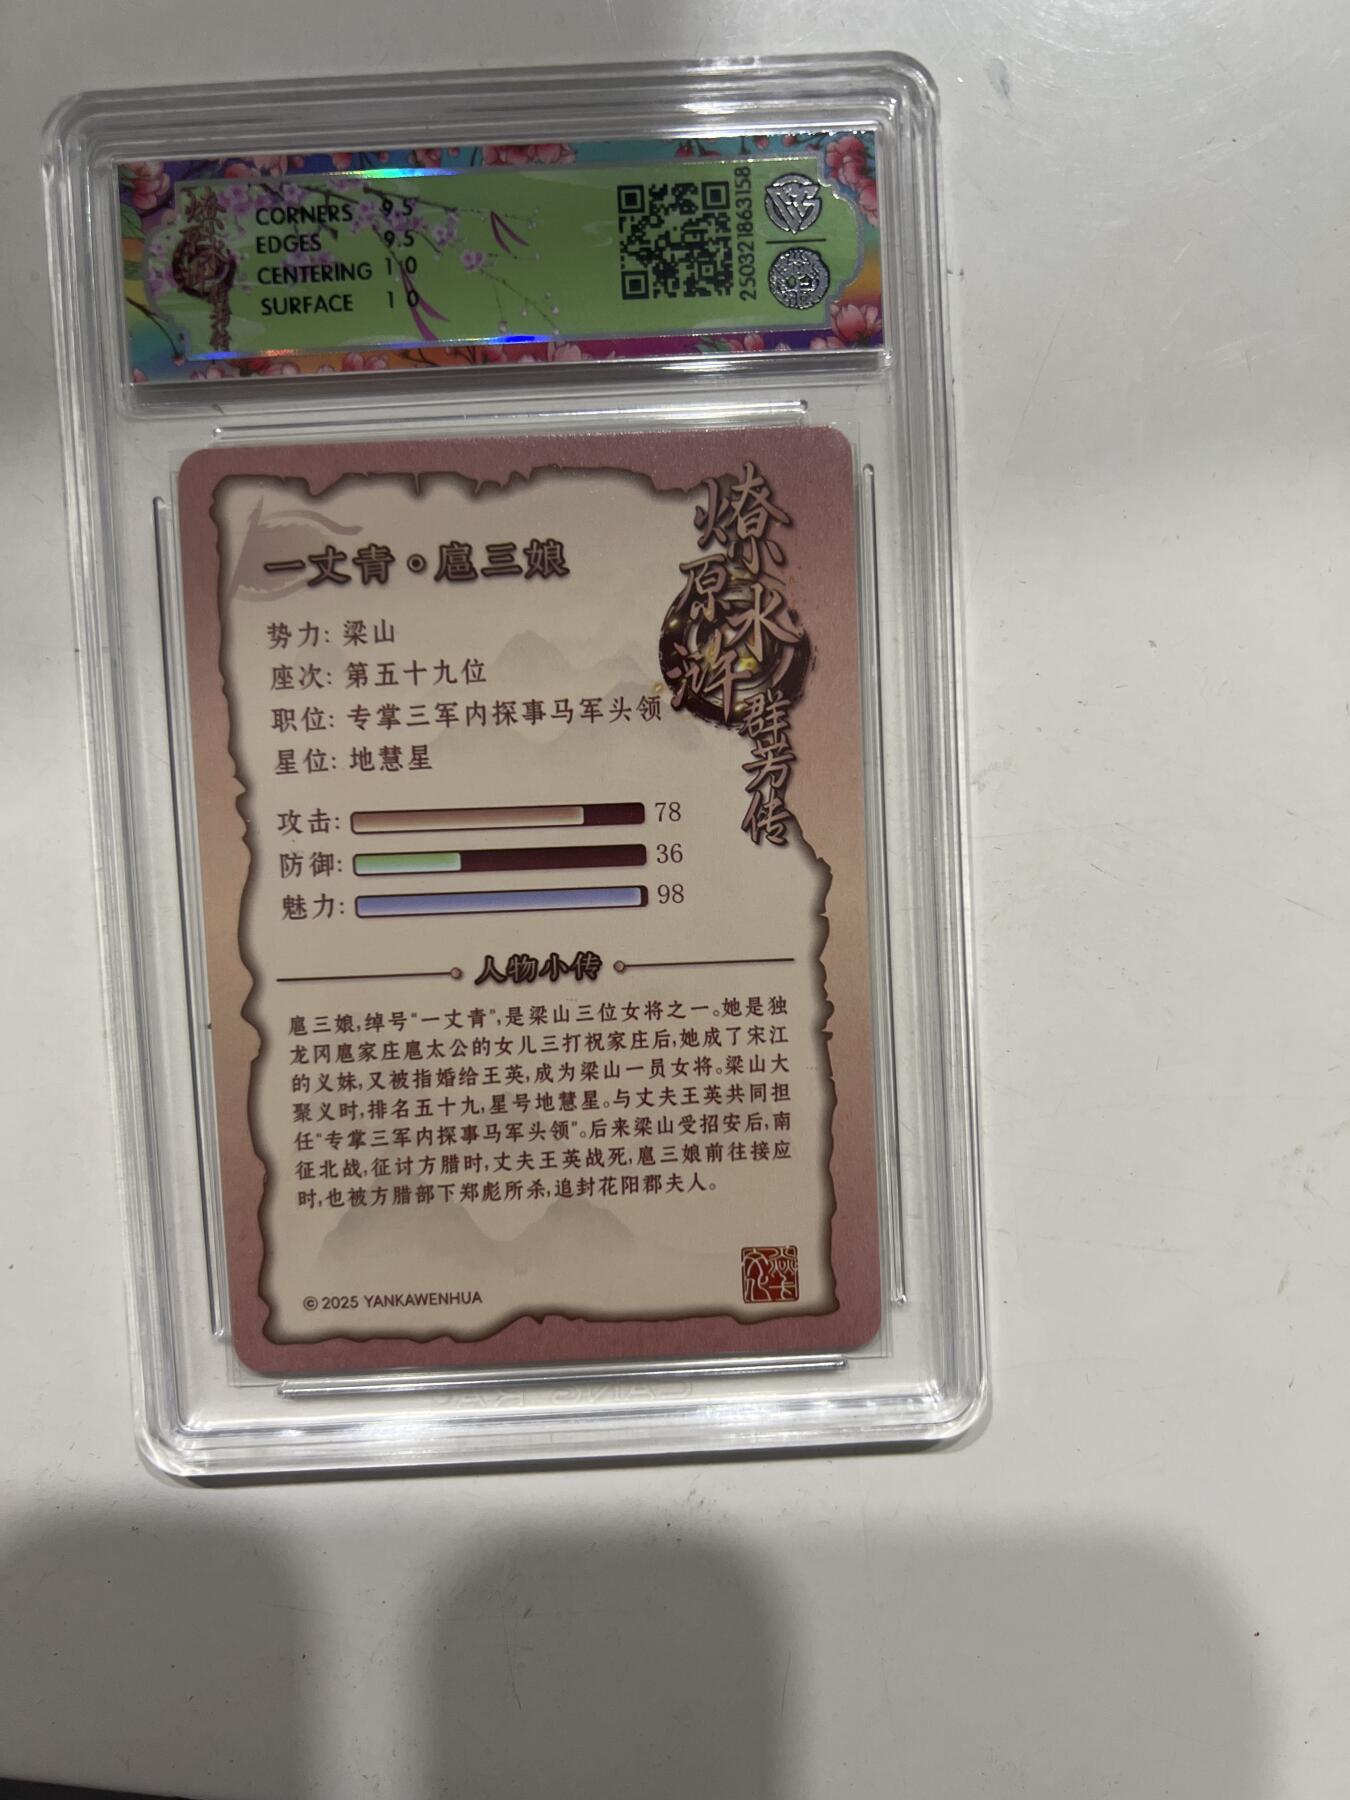 CORNERS 9.5
EDGES 9.5
CENTERING 10
SURFACE 10
250321863158
燎原水浒
群芳传
一丈青。扈三娘
势力: 梁山
座次: 第五十九位
职位: 专掌三军内探事马军头领
星位: 地慧星
攻击: 78
防御: 36
魅力: 98
人物小传
扈三娘,绰号“一丈青”,是梁山三位女将之一。她是独
龙冈扈家庄扈太公的女儿三打祝家庄后,她成了宋江
的义妹,又被指婚给王英,成为梁山一员女将。梁山大
聚义时,排名五十九,星号地慧星。与丈夫王英共同担
任“专掌三军内探事马军头领”。后来梁山受招安后,南
征北战,征讨方腊时,丈夫王英战死,扈三娘前往接应
时,也被方腊部下郑彪所杀,追封花阳郡夫人。
© 2025 YANKAWENHUA